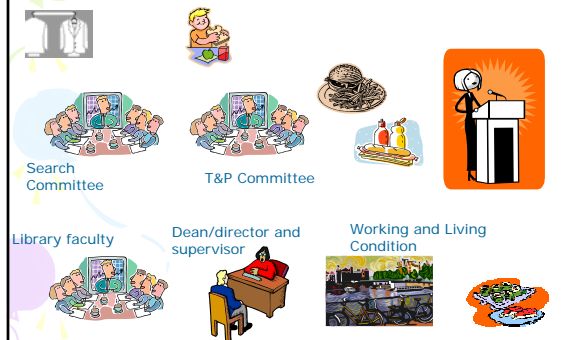 Search
Committee
T&P Committee
Library faculty
Dean/director and
supervisor
Working and Living
Condition